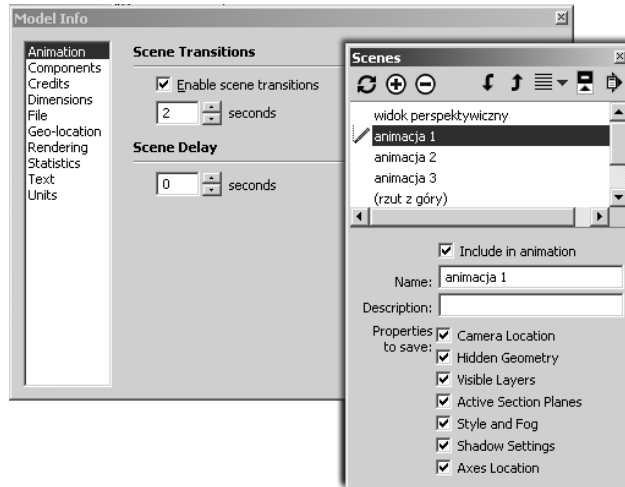 Model Info
Animation
Components
Credits
Dimensions
File
Geo-location
Rendering
Statistics
Text
Units
Scene Transitions
Enable scene transitions
2 seconds
Scene Delay
0 seconds
Scenes
widok perspektywiczny
animacja 1
animacja 2
animacja 3
(rzut z góry)
Include in animation
Name: animacja 1
Description:
Properties to save:
Camera Location
Hidden Geometry
Visible Layers
Active Section Planes
Style and Fog
Shadow Settings
Axes Location